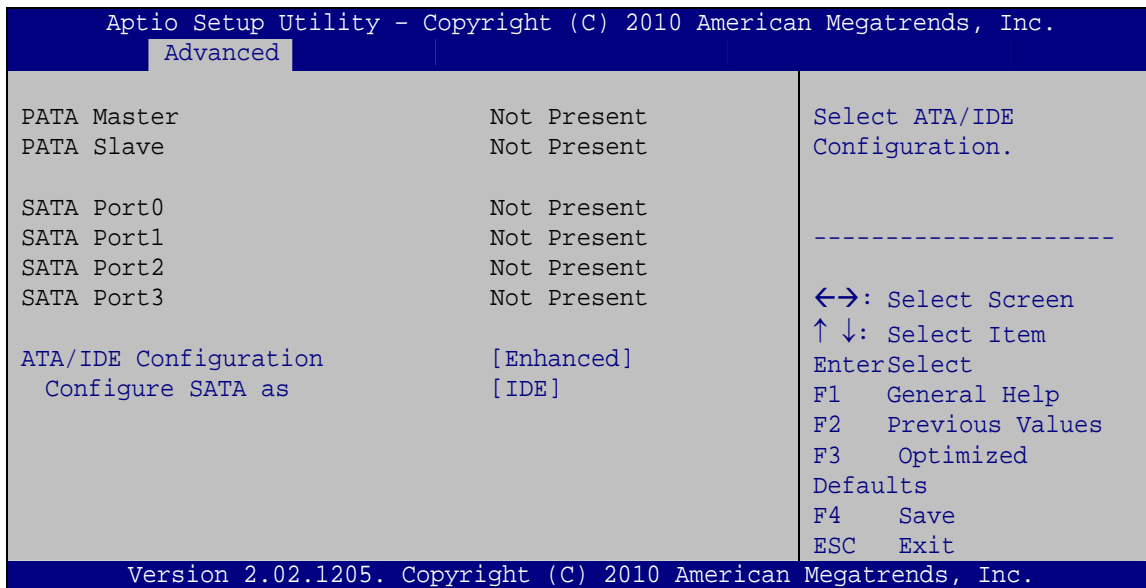 Aptio Setup Utility – Copyright (C) 2010 American Megatrends, Inc.
Advanced
PATA Master Not Present
PATA Slave Not Present
SATA Port0 Not Present
SATA Port1 Not Present
SATA Port2 Not Present
SATA Port3 Not Present
ATA/IDE Configuration [Enhanced]
Configure SATA as [IDE]
Select ATA/IDE
Configuration.
---------------------
←→: Select Screen
↑ ↓: Select Item
EnterSelect
F1 General Help
F2 Previous Values
F3 Optimized
Defaults
F4 Save
ESC Exit
Version 2.02.1205. Copyright (C) 2010 American Megatrends, Inc.